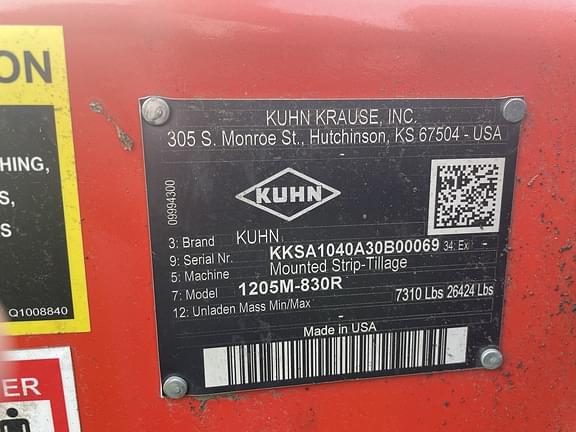 ON
HING,
S,
S
Q1008840
ER
KUHN KRAUSE, INC.
305 S. Monroe St., Hutchinson, KS 67504 - USA
09994300
KUHN
3: Brand KUHN
9: Serial Nr. KKSA1040A30B00069 34: Ex -
5: Machine Mounted Strip-Tillage
7: Model 1205M-830R
12: Unladen Mass Min/Max 7310 Lbs 26424 Lbs
-
Made in USA